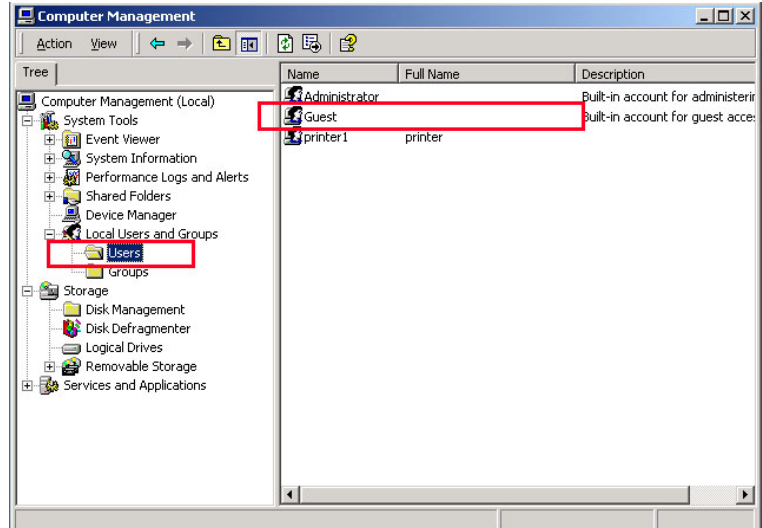 Computer Management
Action View
Tree
Computer Management (Local)
System Tools
Event Viewer
System Information
Performance Logs and Alerts
Shared Folders
Device Manager
Local Users and Groups
Users
Groups
Storage
Disk Management
Disk Defragmenter
Logical Drives
Removable Storage
Services and Applications
Name Full Name Description
Administrator Built-in account for administerin
Guest Built-in account for guest acces
printer1 printer